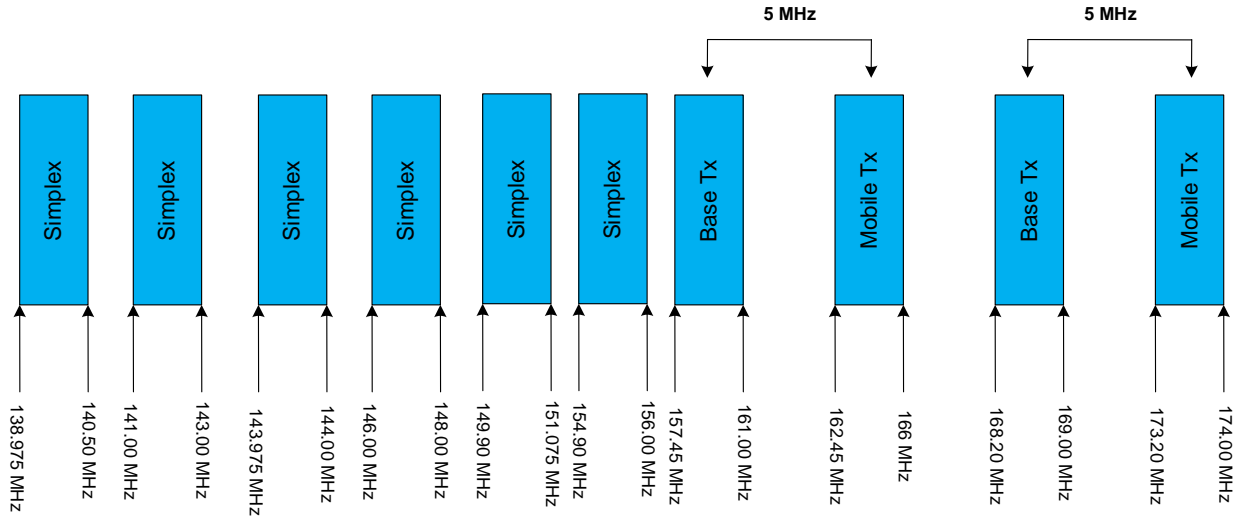 5 MHz
5 MHz
Simplex
Simplex
Simplex
Simplex
Simplex
Simplex
Base Tx
Mobile Tx
Base Tx
Mobile Tx
138.975 MHz
140.50 MHz
141.00 MHz
143.00 MHz
143.975 MHz
144.00 MHz
146.00 MHz
148.00 MHz
149.90 MHz
151.075 MHz
154.90 MHz
156.00 MHz
157.45 MHz
161.00 MHz
162.45 MHz
166 MHz
168.20 MHz
169.00 MHz
173.20 MHz
174.00 MHz